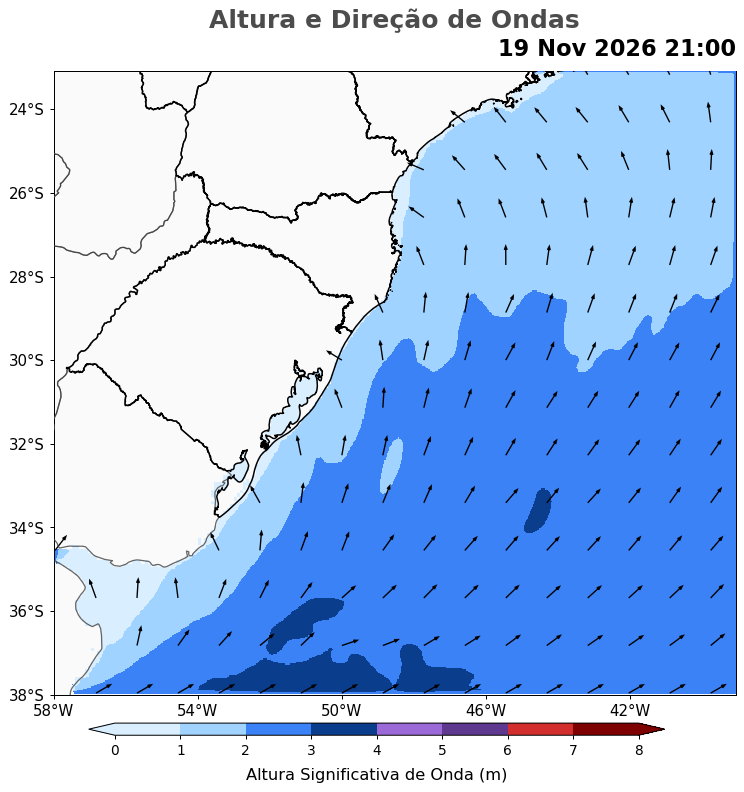 Altura e Direção de Ondas
19 Nov 2026 21:00
24°S
26°S
28°S
30°S
32°S
34°S
36°S
38°S
58°W 54°W 50°W 46°W 42°W
0 1 2 3 4 5 6 7 8
Altura Significativa de Onda (m)